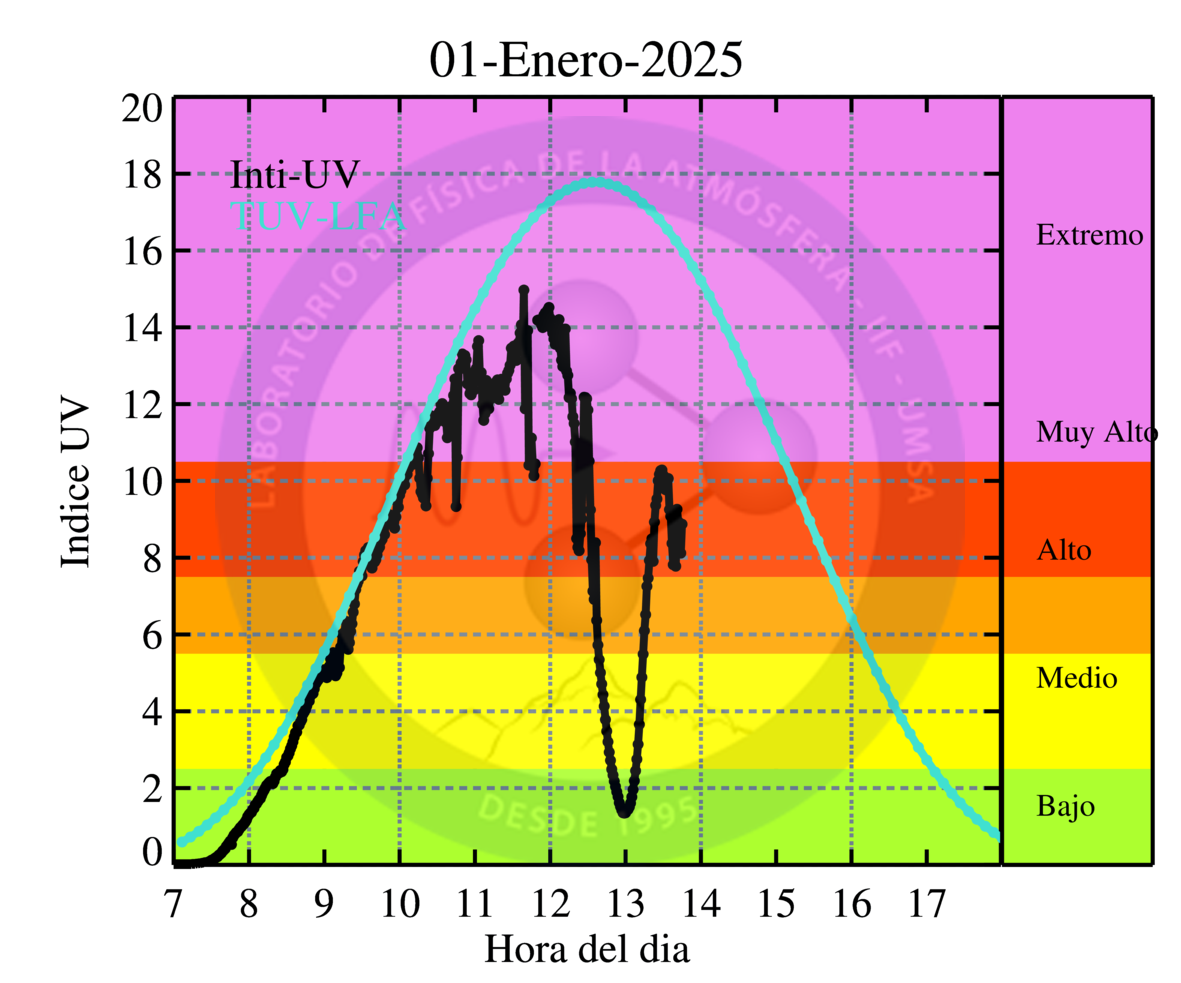 01-Enero-2025
Inti-UV
TUV-LFA
LABORATORIO DE FÍSICA DE LA ATMÓSFERA - IIF - UMSA
DESDE 1995
Indice UV
20
18
16
14
12
10
8
6
4
2
0
7 8 9 10 11 12 13 14 15 16 17
Hora del dia
Extremo
Muy Alto
Alto
Medio
Bajo